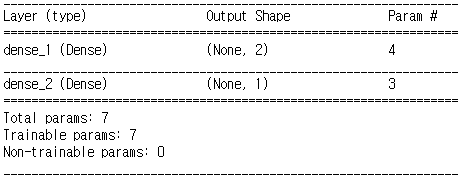 Layer (type) Output Shape Param #
=================================================================
dense_1 (Dense) (None, 2) 4
_________________________________________________________________
dense_2 (Dense) (None, 1) 3
=================================================================
Total params: 7
Trainable params: 7
Non-trainable params: 0
_________________________________________________________________